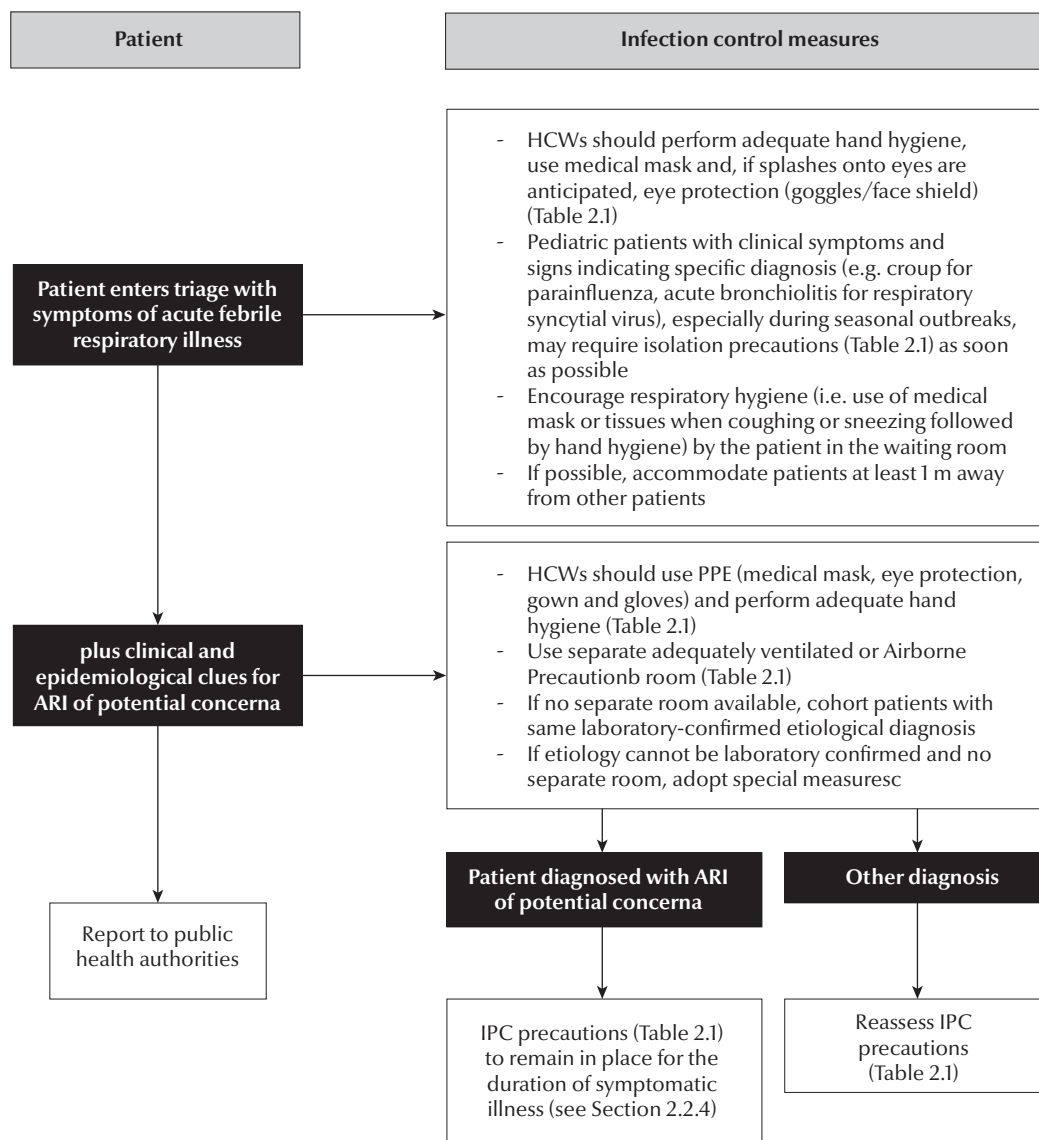 Patient
Infection control measures
- HCWs should perform adequate hand hygiene,
use medical mask and, if splashes onto eyes are
anticipated, eye protection (goggles/face shield)
(Table 2.1)
- Pediatric patients with clinical symptoms and
signs indicating specific diagnosis (e.g. croup for
parainfluenza, acute bronchiolitis for respiratory
syncytial virus), especially during seasonal outbreaks,
may require isolation precautions (Table 2.1) as soon
as possible
- Encourage respiratory hygiene (i.e. use of medical
mask or tissues when coughing or sneezing followed
by hand hygiene) by the patient in the waiting room
- If possible, accommodate patients at least 1 m away
from other patients
Patient enters triage with
symptoms of acute febrile
respiratory illness
- HCWs should use PPE (medical mask, eye protection,
gown and gloves) and perform adequate hand
hygiene (Table 2.1)
- Use separate adequately ventilated or Airborne
Precautionb room (Table 2.1)
- If no separate room available, cohort patients with
same laboratory-confirmed etiological diagnosis
- If etiology cannot be laboratory confirmed and no
separate room, adopt special measuresc
plus clinical and
epidemiological clues for
ARI of potential concerna
Report to public
health authorities
Patient diagnosed with ARI
of potential concerna
Other diagnosis
IPC precautions (Table 2.1)
to remain in place for the
duration of symptomatic
illness (see Section 2.2.4)
Reassess IPC
precautions
(Table 2.1)